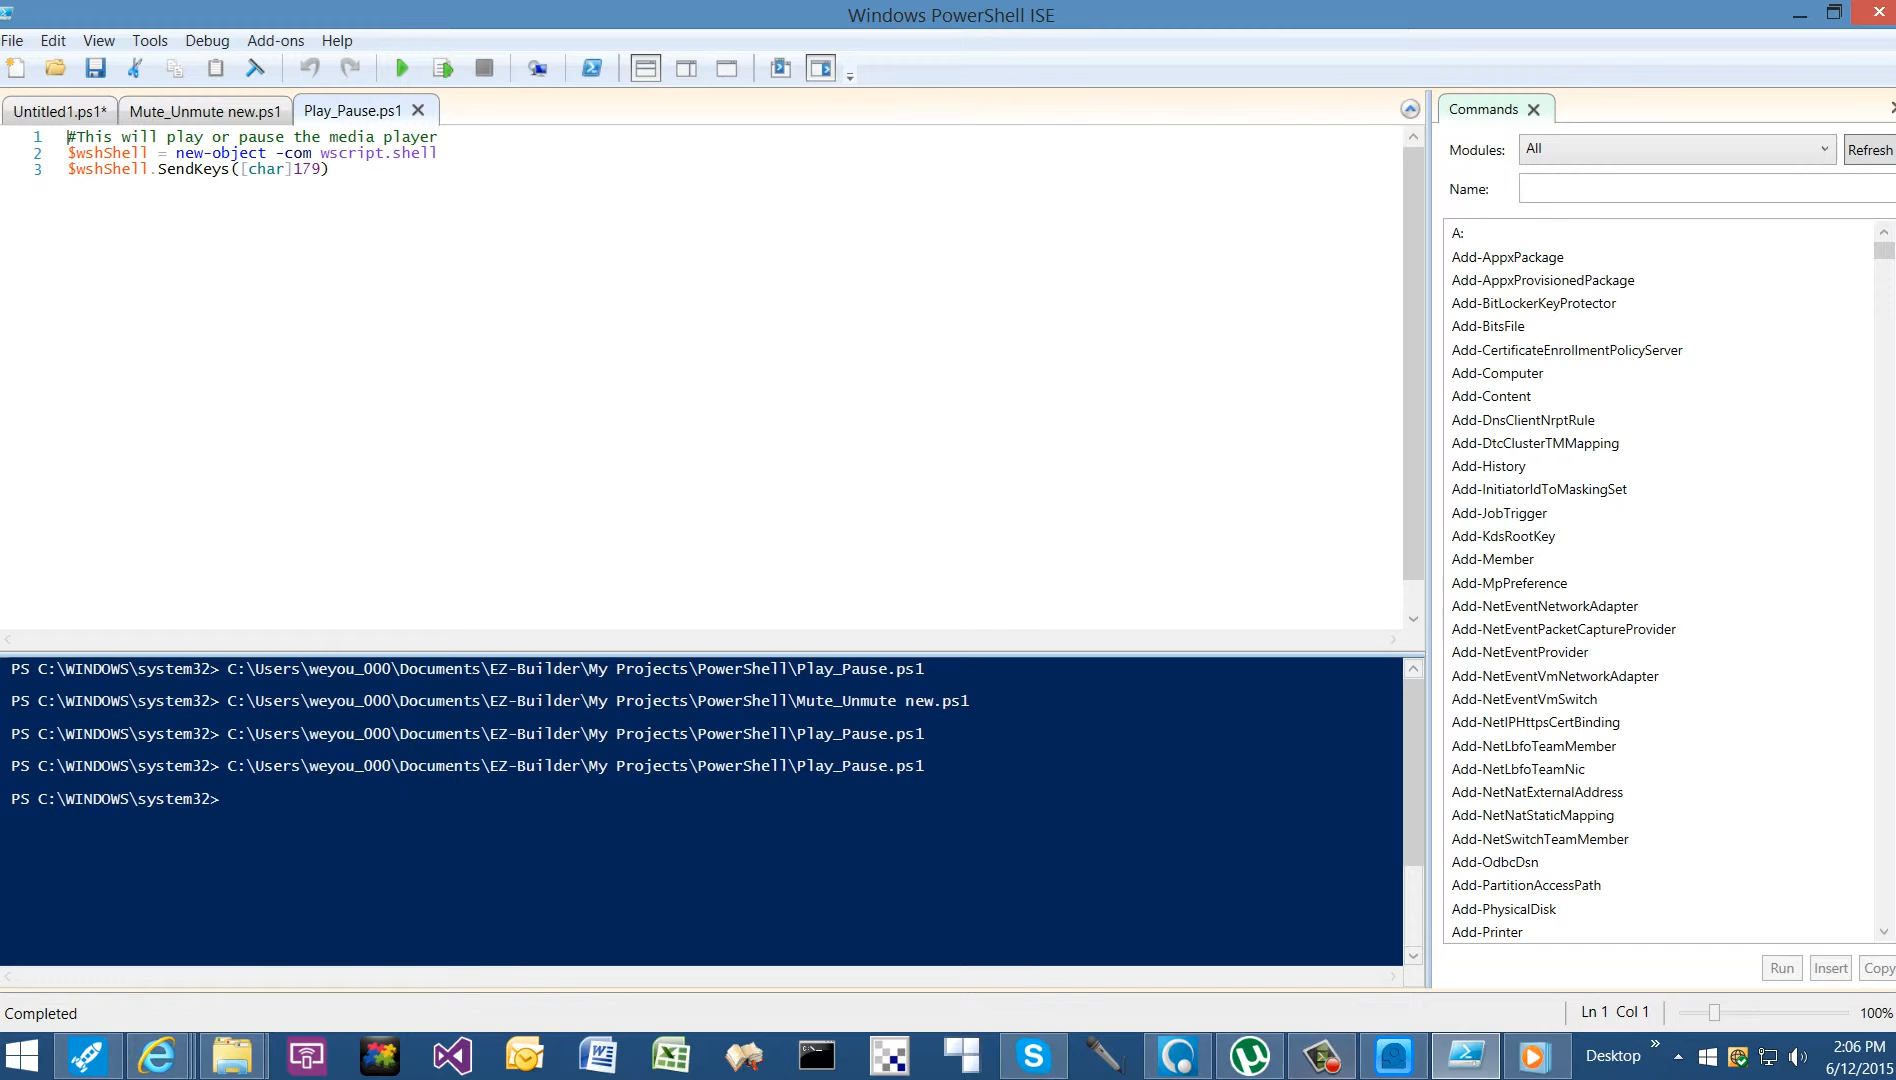 Windows PowerShell ISE
File Edit View Tools Debug Add-ons Help
Untitled1.ps1* Mute_Unmute new.ps1 Play_Pause.ps1
1 #This will play or pause the media player
2 $wshShell = new-object -com wscript.shell
3 $wshShell.SendKeys([char]179)
PS C:\WINDOWS\system32> C:\Users\weyou_000\Documents\EZ-Builder\My Projects\PowerShell\Play_Pause.ps1
PS C:\WINDOWS\system32> C:\Users\weyou_000\Documents\EZ-Builder\My Projects\PowerShell\Mute_Unmute new.ps1
PS C:\WINDOWS\system32> C:\Users\weyou_000\Documents\EZ-Builder\My Projects\PowerShell\Play_Pause.ps1
PS C:\WINDOWS\system32> C:\Users\weyou_000\Documents\EZ-Builder\My Projects\PowerShell\Play_Pause.ps1
PS C:\WINDOWS\system32>
Commands
Modules: All Refresh
Name:
A:
Add-AppxPackage
Add-AppxProvisionedPackage
Add-BitLockerKeyProtector
Add-BitsFile
Add-CertificateEnrollmentPolicyServer
Add-Computer
Add-Content
Add-DnsClientNrptRule
Add-DtcClusterTMMapping
Add-History
Add-InitiatorIdToMaskingSet
Add-JobTrigger
Add-KdsRootKey
Add-Member
Add-MpPreference
Add-NetEventNetworkAdapter
Add-NetEventPacketCaptureProvider
Add-NetEventProvider
Add-NetEventVmNetworkAdapter
Add-NetEventVmSwitch
Add-NetIPHttpsCertBinding
Add-NetLbfoTeamMember
Add-NetLbfoTeamNic
Add-NetNatExternalAddress
Add-NetNatStaticMapping
Add-NetSwitchTeamMember
Add-OdbcDsn
Add-PartitionAccessPath
Add-PhysicalDisk
Add-Printer
Run Insert Copy
Completed
Ln 1 Col 1
100%
Desktop
2:06 PM
6/12/2015